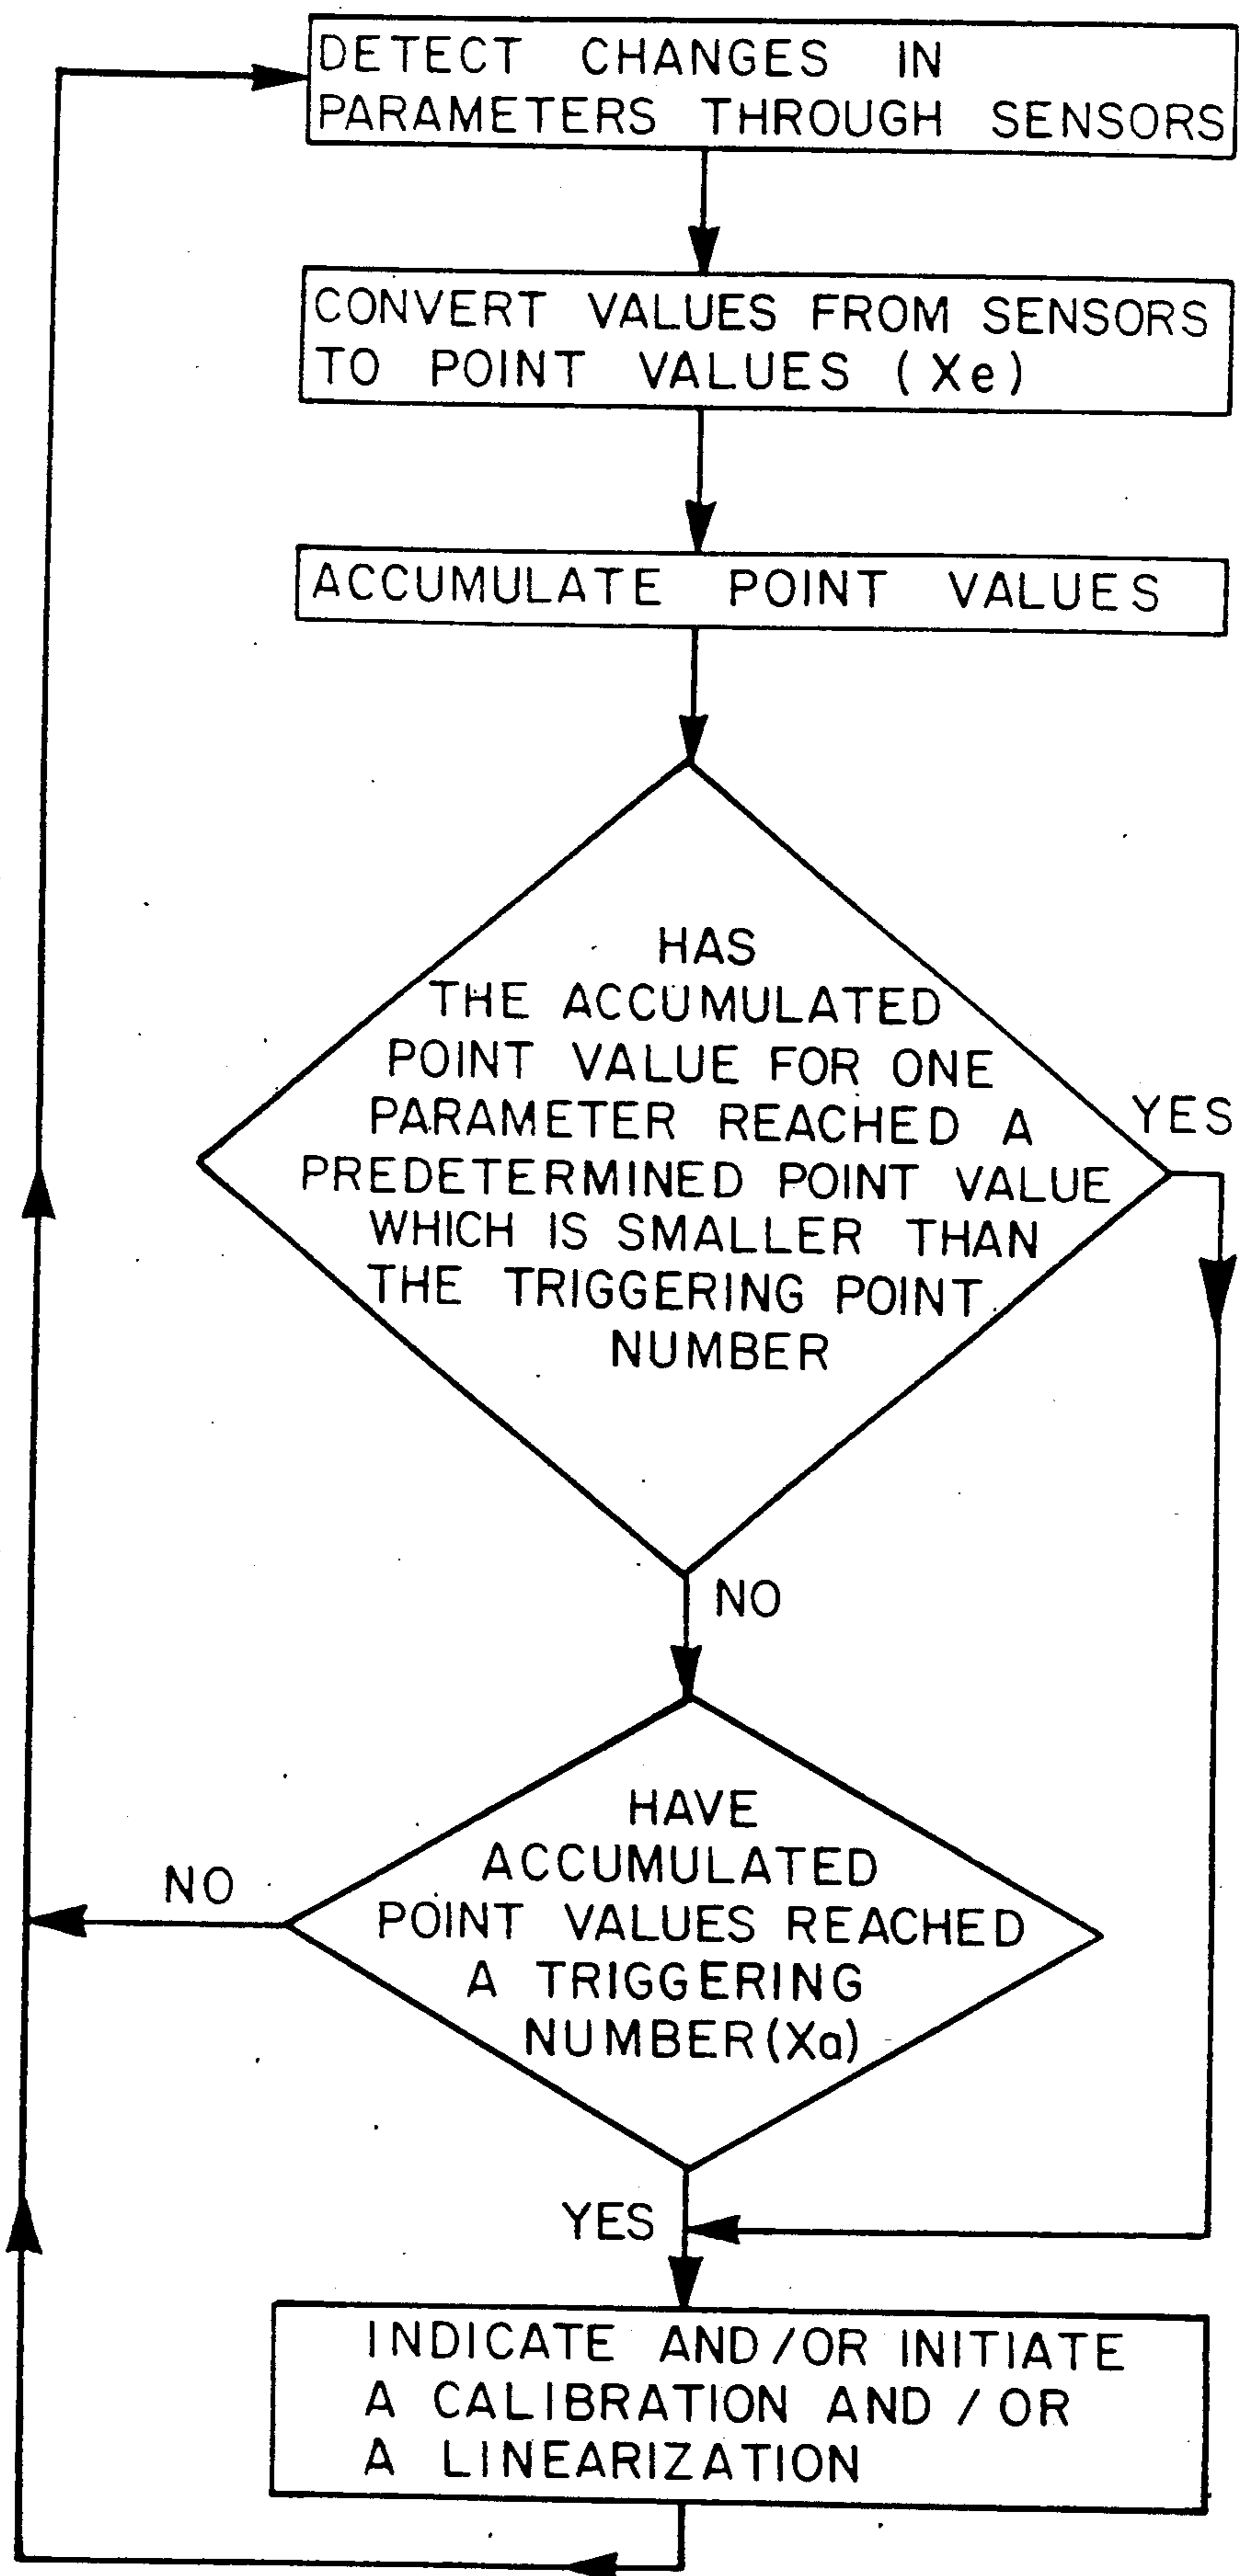 DETECT CHANGES IN
PARAMETERS THROUGH SENSORS
CONVERT VALUES FROM SENSORS
TO POINT VALUES (Xe)
ACCUMULATE POINT VALUES
HAS
THE ACCUMULATED
POINT VALUE FOR ONE
PARAMETER REACHED A
PREDETERMINED POINT VALUE
WHICH IS SMALLER THAN
THE TRIGGERING POINT
NUMBER
YES
NO
HAVE
ACCUMULATED
POINT VALUES REACHED
A TRIGGERING
NUMBER(Xa)
NO
YES
INDICATE AND/OR INITIATE
A CALIBRATION AND / OR
A LINEARIZATION